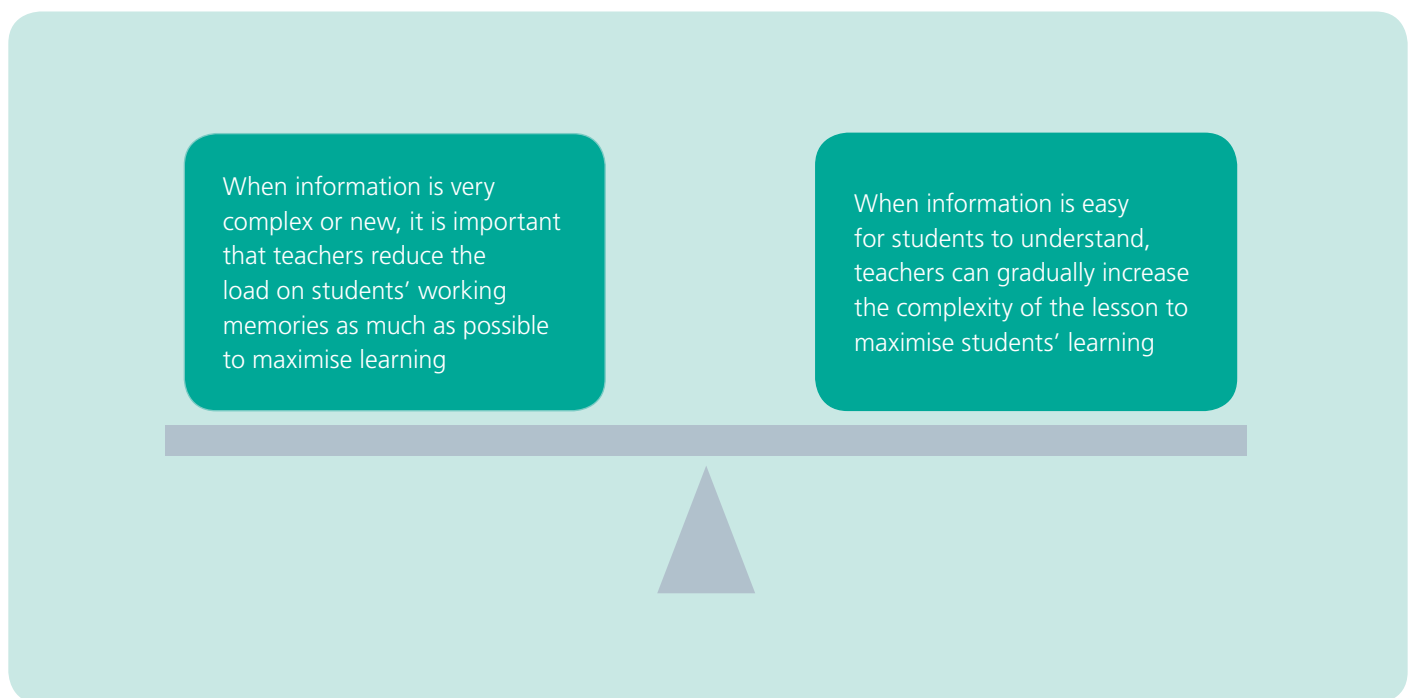 When information is very
complex or new, it is important
that teachers reduce the
load on students’ working
memories as much as possible
to maximise learning
When information is easy
for students to understand,
teachers can gradually increase
the complexity of the lesson to
maximise students’ learning